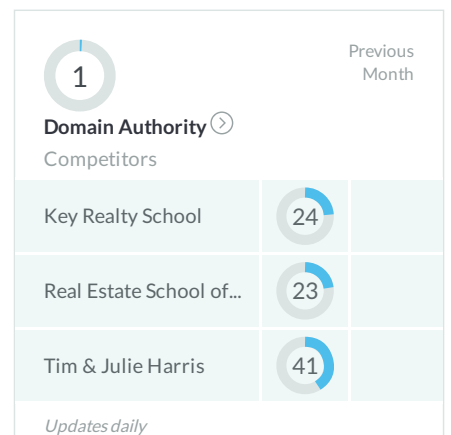 1
Previous
Month
Domain Authority
Competitors
Key Realty School
24
Real Estate School of...
23
Tim & Julie Harris
41
Updates daily